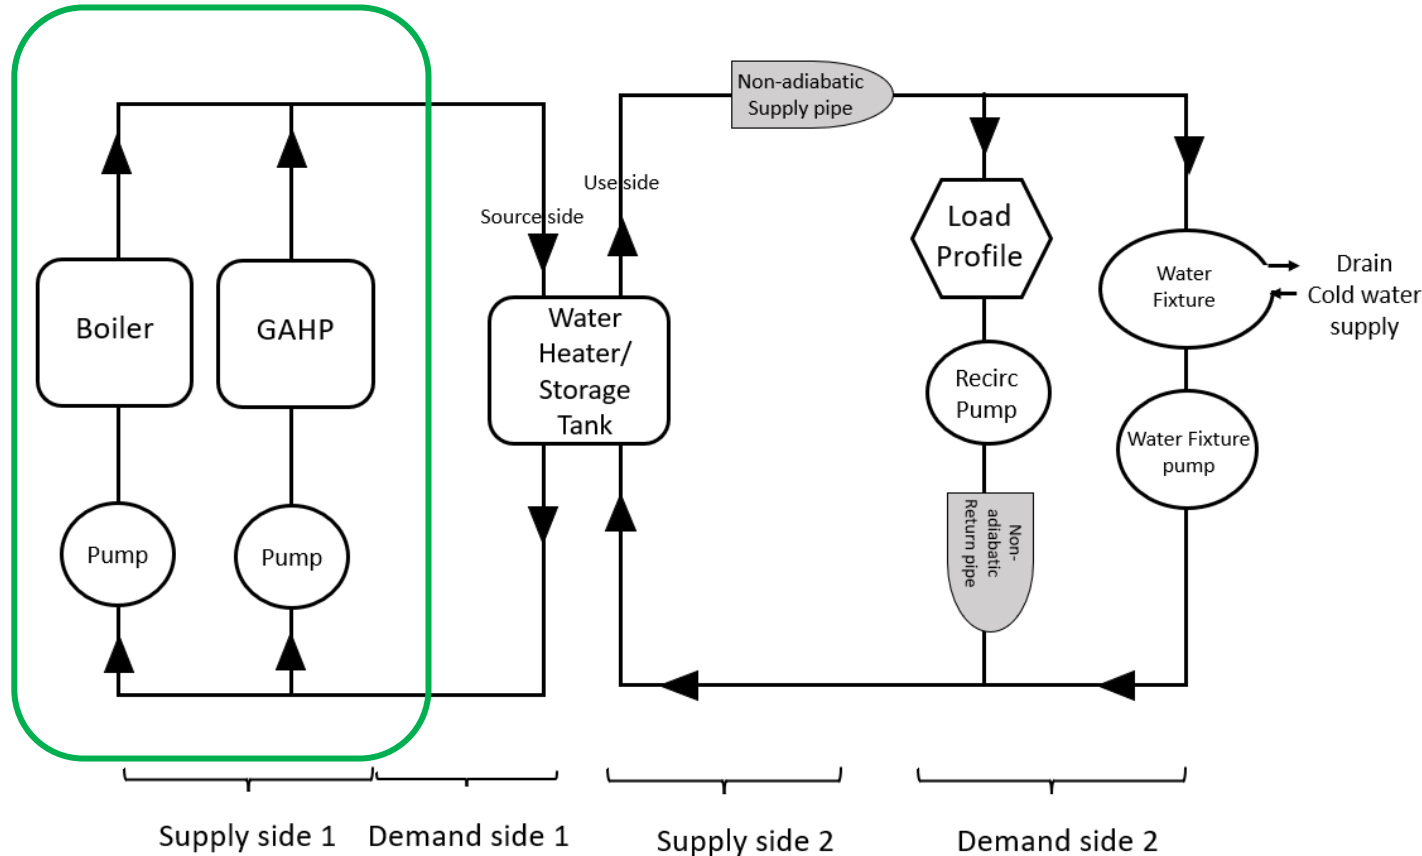 Non-adiabatic
Supply pipe
Use side
Source side
Load
Profile
Water
Fixture
Drain
Cold water
supply
Boiler
GAHP
Water
Heater/
Storage
Tank
Recirc
Pump
Water Fixture
pump
Pump
Pump
Non-
adiabatic
Return pipe
Supply side 1
Demand side 1
Supply side 2
Demand side 2